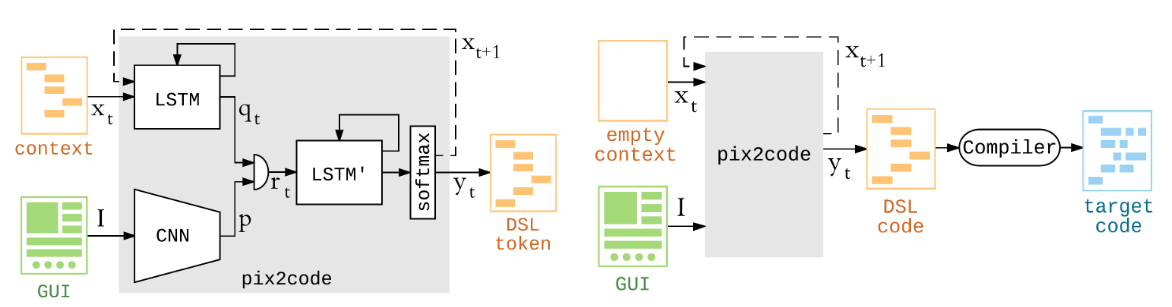 x_{t+1}
LSTM
x_t
q_t
context
r_t
LSTM'
softmax
y_t
DSL
token
I
CNN
p
pix2code
GUI
x_{t+1}
x_t
empty
context
pix2code
y_t
Compiler
DSL
code
target
code
I
GUI